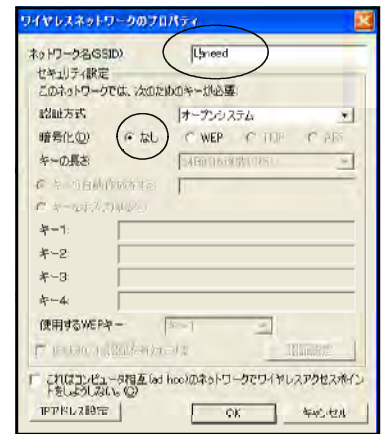 ワイヤレスネットワークのプロパティ
ネットワーク名(SSID)
セキュリティ設定
このネットワークでは、次のためのキーが必要:
認証方式
オープンシステム
暗号化(D)
なし
WEP
キーの長さ
キー1:
キー2:
キー3:
キー4:
使用するWEPキー
これはコンピュータ相互(ad hoc)のネットワークでワイヤレスアクセスポイン
トをしようしない。(C)
IPアドレス設定
OK
キャンセル